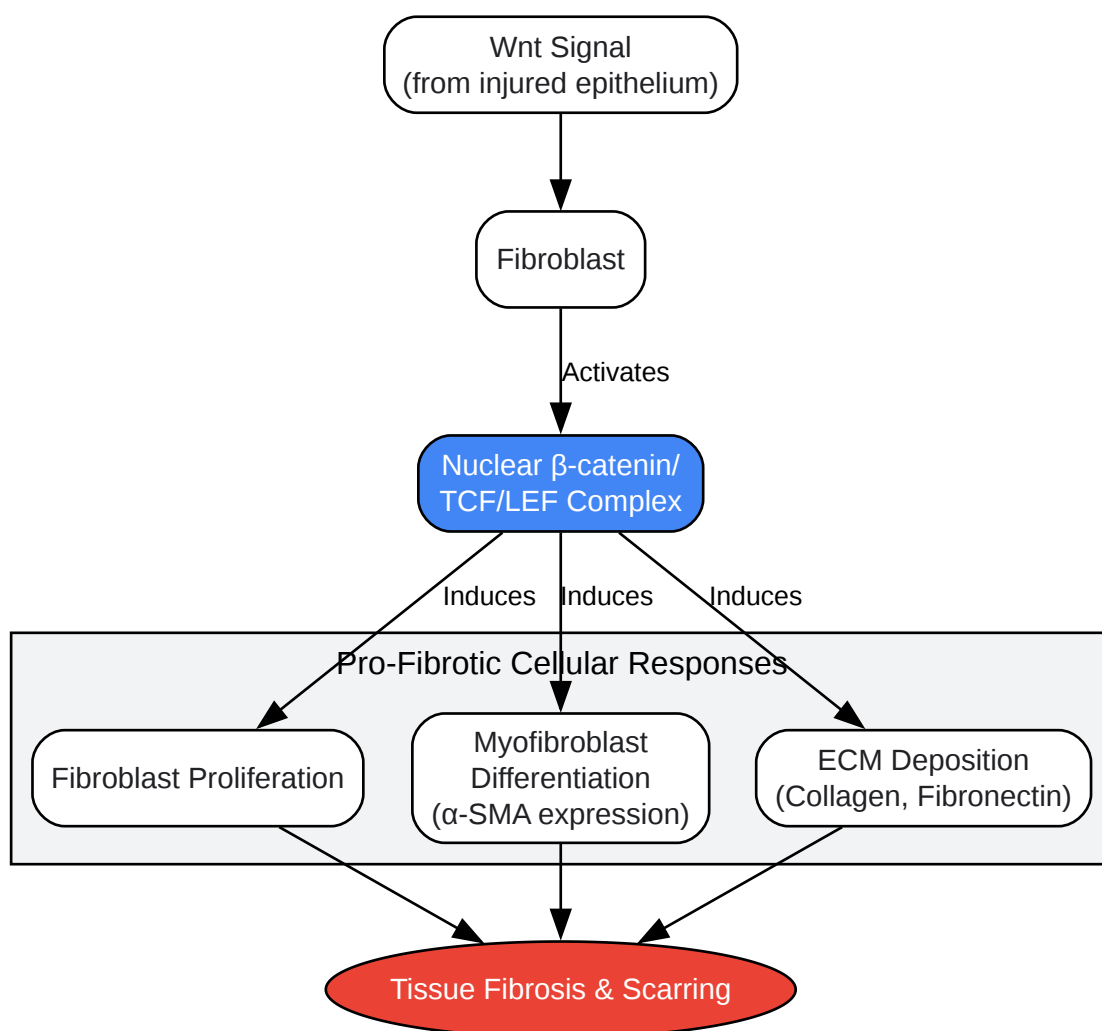 Wnt Signal
(from injured epithelium)
Fibroblast
Activates
Nuclear β-catenin/
TCF/LEF Complex
Induces
Induces
Induces
Pro-Fibrotic Cellular Responses
Fibroblast Proliferation
Myofibroblast
Differentiation
(α-SMA expression)
ECM Deposition
(Collagen, Fibronectin)
Tissue Fibrosis & Scarring